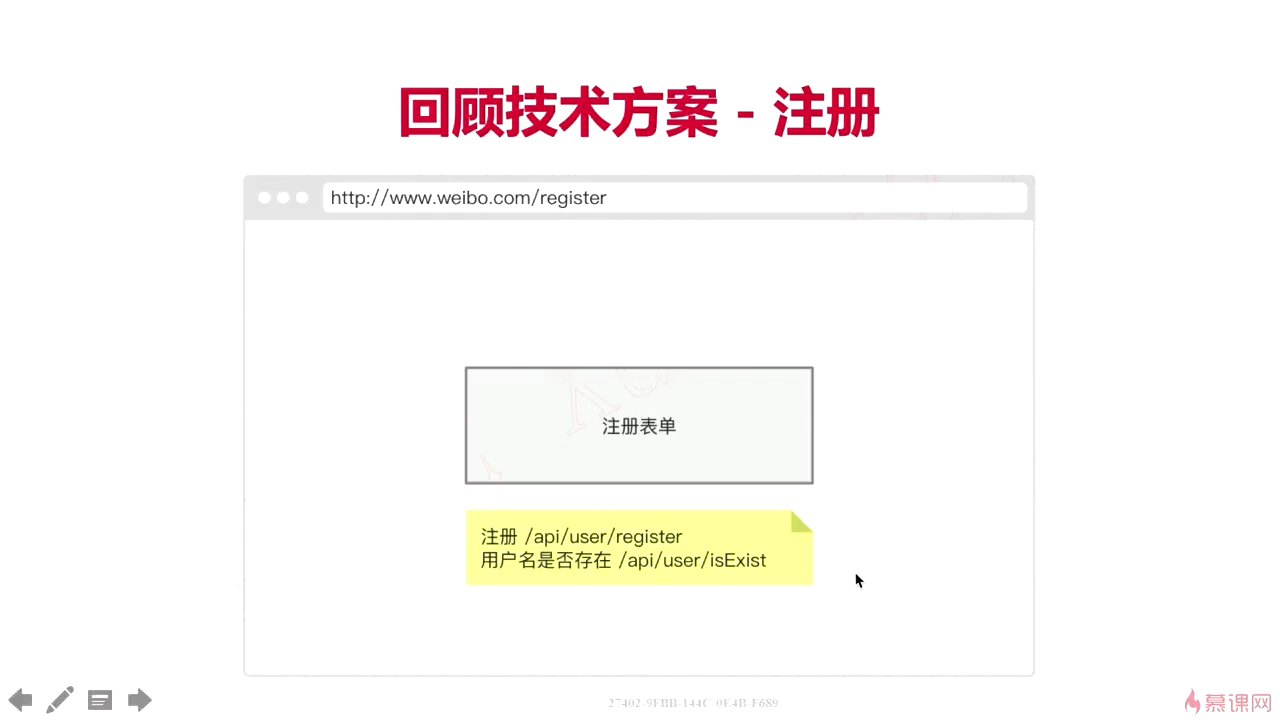 回顾技术方案 - 注册
http://www.weibo.com/register
注册表单
注册 /api/user/register
用户名是否存在 /api/user/isExist
慕课网